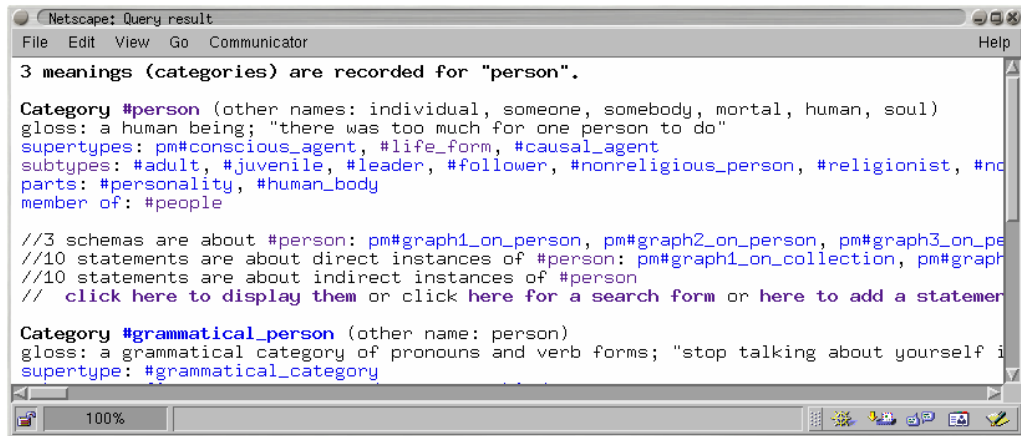 Netscape: Query result
File Edit View Go Communicator Help
3 meanings (categories) are recorded for "person".
Category #person (other names: individual, someone, somebody, mortal, human, soul)
gloss: a human being; "there was too much for one person to do"
supertypes: pm#conscious_agent, #life_form, #causal_agent
subtypes: #adult, #juvenile, #leader, #follower, #nonreligious_person, #religionist, #no
parts: #personality, #human_body
member of: #people
//3 schemas are about #person: pm#graph1_on_person, pm#graph2_on_person, pm#graph3_on_pe
//10 statements are about direct instances of #person: pm#graph1_on_collection, pm#graph
//10 statements are about indirect instances of #person
// click here to display them or click here for a search form or here to add a statemen
Category #grammatical_person (other name: person)
gloss: a grammatical category of pronouns and verb forms; "stop talking about yourself i
supertype: #grammatical_category
100%